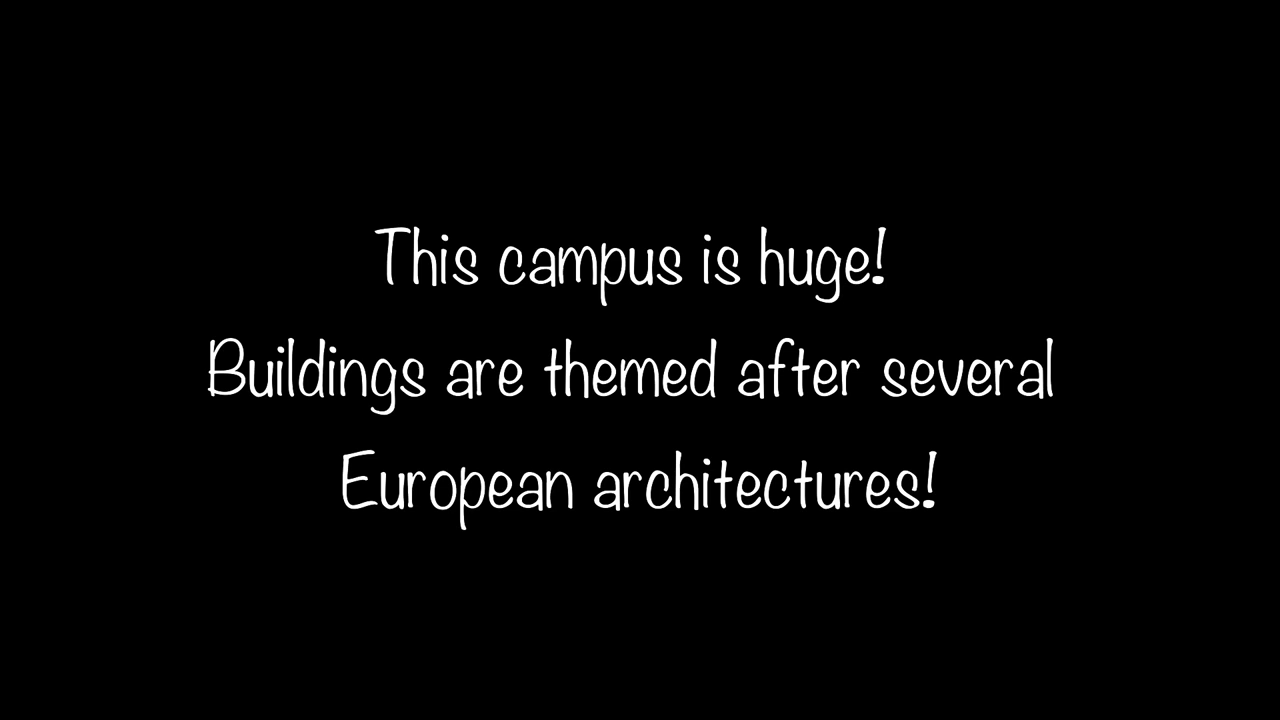 This campus is huge!
Buildings are themed after several
European architectures!